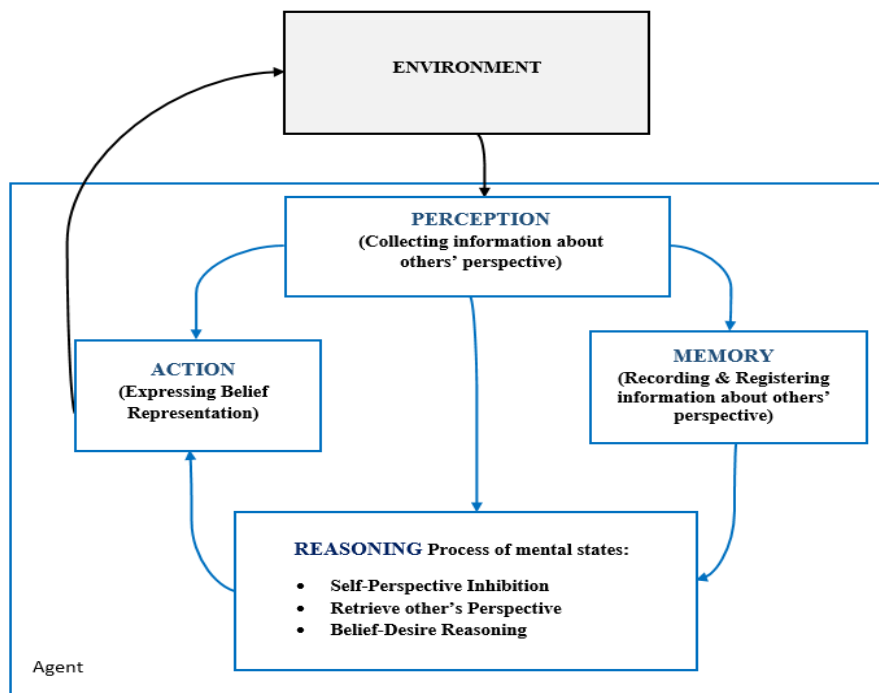 ENVIRONMENT
PERCEPTION
(Collecting information about
others’ perspective)
ACTION
(Expressing Belief
Representation)
MEMORY
(Recording & Registering
information about others’
perspective)
REASONING Process of mental states:
• Self-Perspective Inhibition
• Retrieve other’s Perspective
• Belief-Desire Reasoning
Agent